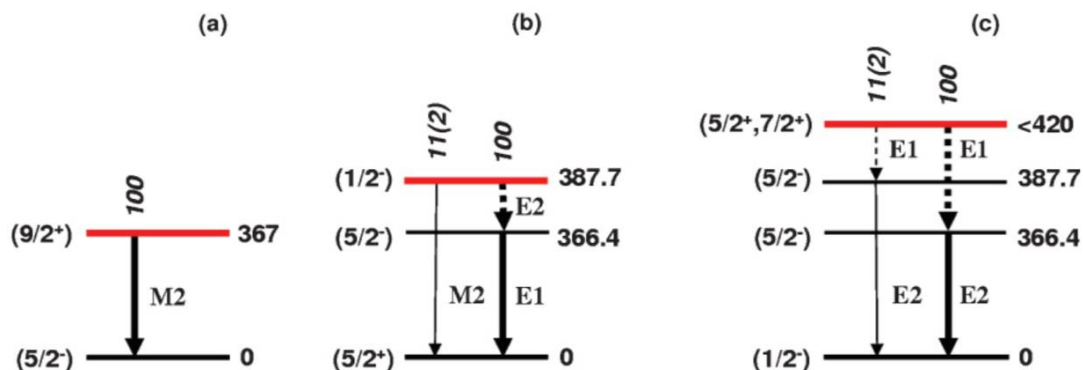 (a)
100
(9/2⁺) 367
M2
(5/2⁻) 0
(b)
11(2) 100
(1/2⁻) 387.7
E2
(5/2⁻) 366.4
M2 E1
(5/2⁺) 0
(c)
11(2) 100
(5/2⁺,7/2⁺) <420
E1 E1
(5/2⁻) 387.7
(5/2⁻) 366.4
E2 E2
(1/2⁻) 0